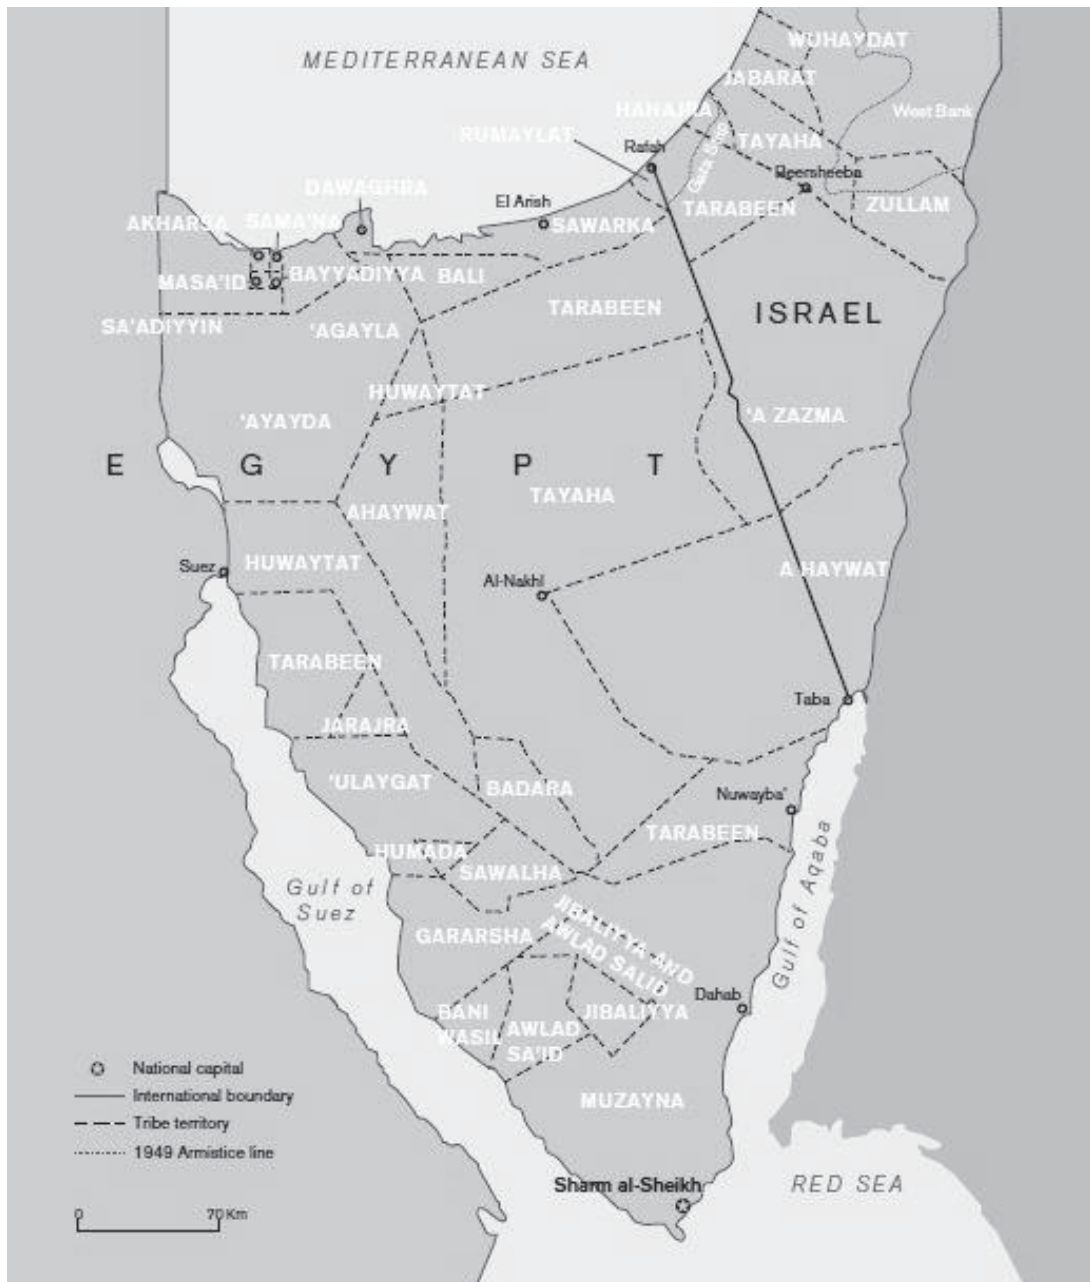 MEDITERRANEAN SEA
WUHAYDAT
JABARAT
HANAJRA
West Bank
RUMAYLAT
TAYAHA
Rafah
Gaza Strip
Beersheeba
DAWAGHRA
El Arish
TARABEEN
ZULLAM
AKHARSA
SAMA'NA
SAWARKA
MASA'ID
BAYYADIYYA
BALI
TARABEEN
ISRAEL
SA'ADIYYIN
'AGAYLA
HUWAYTAT
'A ZAZMA
'AYAYDA
E G Y P T
TAYAHA
AHAYWAT
HUWAYTAT
A HAYWAT
Suez
Al-Nakhl
TARABEEN
Taba
JARAJRA
'ULAYGAT
BADARA
Nuwayba'
TARABEEN
HUMADA
SAWALHA
Gulf of
Suez
Gulf of Aqaba
JIBALIYYA AND
AWLAD SALID
GARARSHA
Dahab
BANI
WASIL
JIBALIYYA
AWLAD
SA'ID
National capital
International boundary
MUZAYNA
Tribe territory
1949 Armistice line
Sharm al-Sheikh
RED SEA
0 70 Km